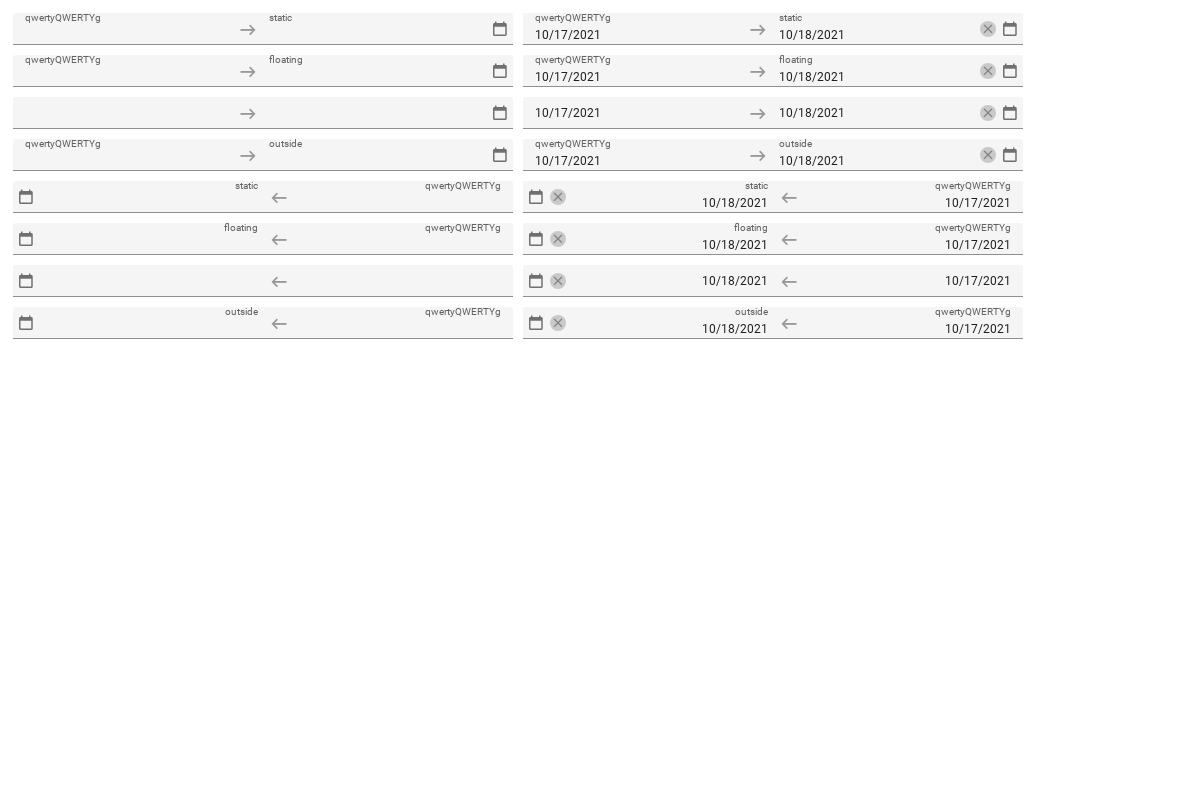 qwertyQWERTYg static qwertyQWERTYg static
10/17/2021 10/18/2021
qwertyQWERTYg floating qwertyQWERTYg floating
10/17/2021 10/18/2021
10/17/2021 10/18/2021
qwertyQWERTYg outside qwertyQWERTYg outside
10/17/2021 10/18/2021
static qwertyQWERTYg static qwertyQWERTYg
10/18/2021 10/17/2021
floating qwertyQWERTYg floating qwertyQWERTYg
10/18/2021 10/17/2021
10/18/2021 10/17/2021
outside qwertyQWERTYg outside qwertyQWERTYg
10/18/2021 10/17/2021